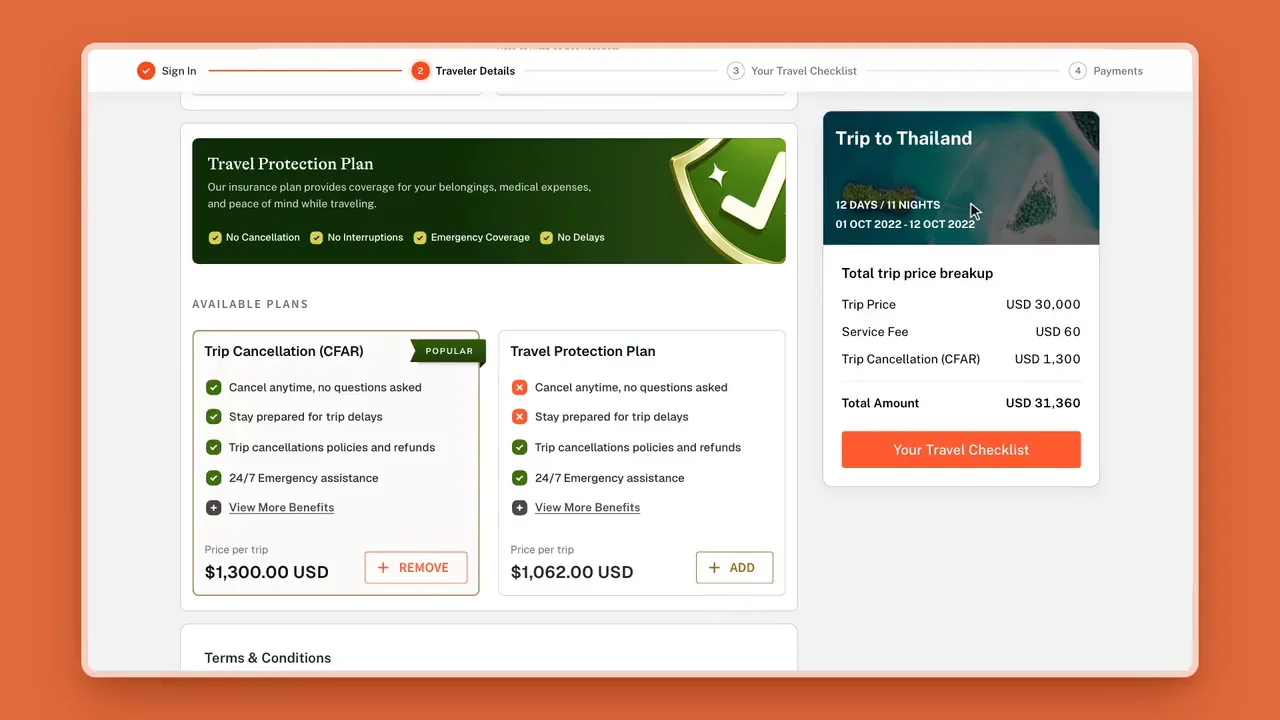 Sign In
2
Traveler Details
3
Your Travel Checklist
4
Payments
Travel Protection Plan
Our insurance plan provides coverage for your belongings, medical expenses,
and peace of mind while traveling.
No Cancellation
No Interruptions
Emergency Coverage
No Delays
AVAILABLE PLANS
Trip Cancellation (CFAR)
POPULAR
Cancel anytime, no questions asked
Stay prepared for trip delays
Trip cancellations policies and refunds
24/7 Emergency assistance
View More Benefits
Price per trip
$1,300.00 USD
REMOVE
Travel Protection Plan
Cancel anytime, no questions asked
Stay prepared for trip delays
Trip cancellations policies and refunds
24/7 Emergency assistance
View More Benefits
Price per trip
$1,062.00 USD
ADD
Terms & Conditions
Trip to Thailand
12 DAYS / 11 NIGHTS
01 OCT 2022 - 12 OCT 2022
Total trip price breakup
Trip Price USD 30,000
Service Fee USD 60
Trip Cancellation (CFAR) USD 1,300
Total Amount USD 31,360
Your Travel Checklist